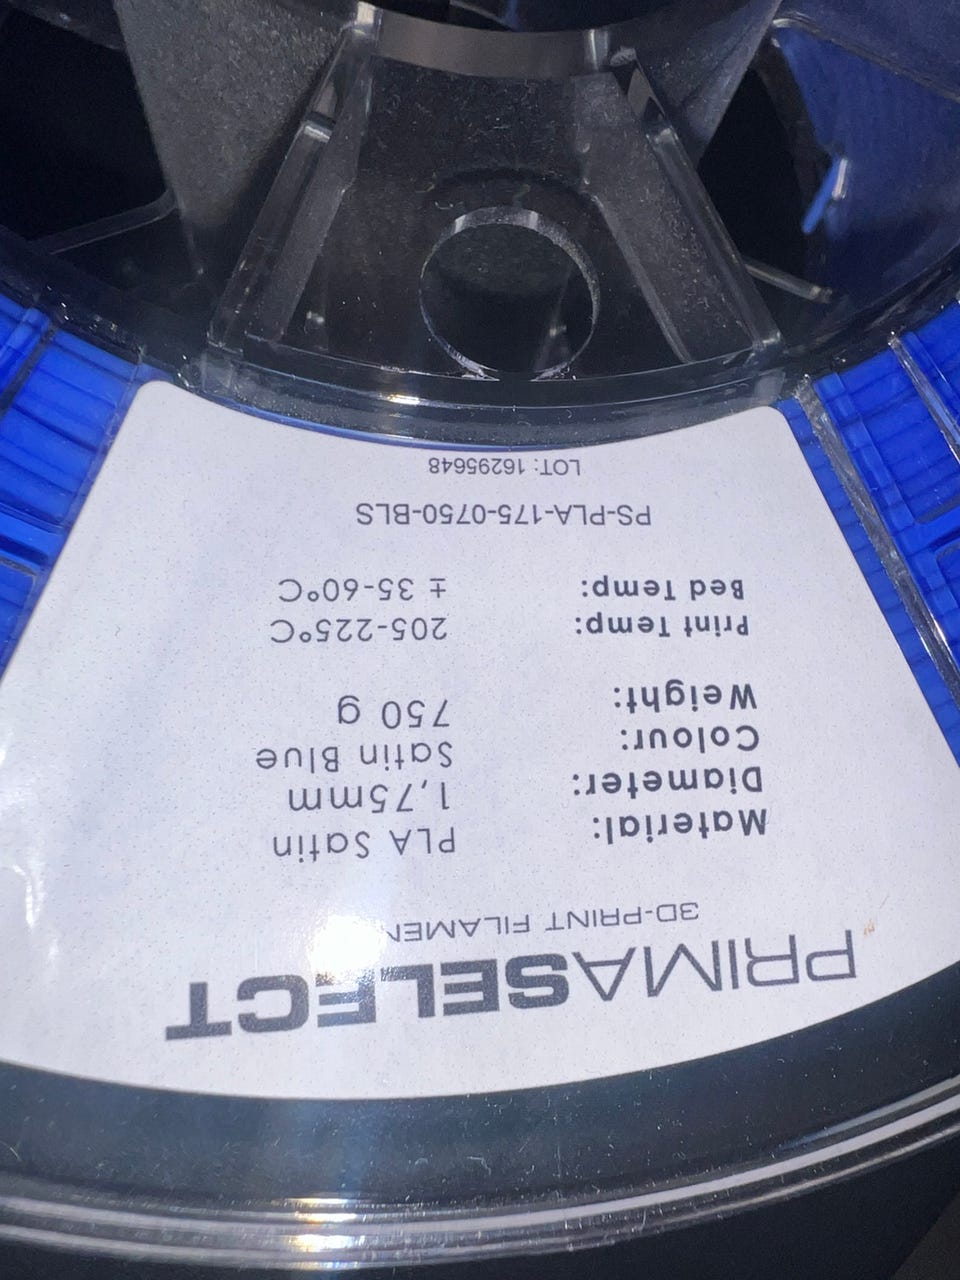 PRIMASELECT
3D-PRINT FILAMEN
Material: PLA Satin
Diameter: 1,75mm
Colour: Satin Blue
Weight: 750 g
Print Temp: 205-225°C
Bed Temp: ± 35-60°C
PS-PLA-175-0750-BLS
LOT: 16295648